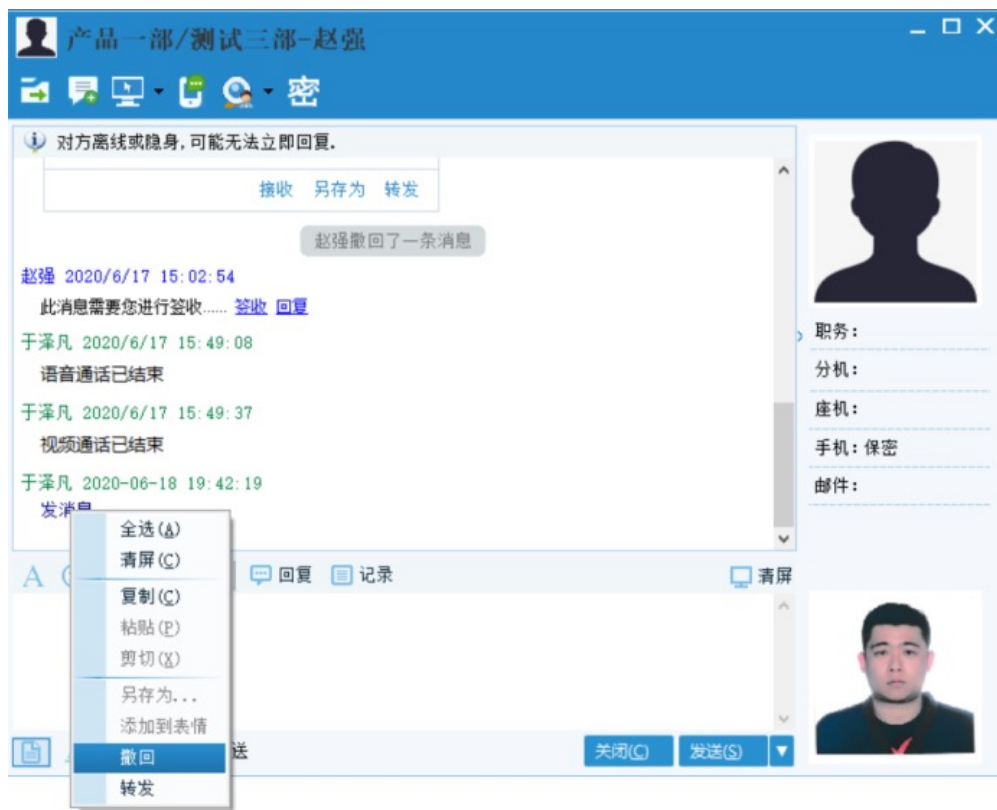 产品一部/测试三部-赵强
密
对方离线或隐身,可能无法立即回复.
接收 另存为 转发
赵强撤回了一条消息
赵强 2020/6/17 15:02:54
此消息需要您进行签收...... 签收 回复
于泽凡 2020/6/17 15:49:08
语音通话已结束
于泽凡 2020/6/17 15:49:37
视频通话已结束
于泽凡 2020-06-18 19:42:19
发消息
职务:
分机:
座机:
手机:保密
邮件:
全选(A)
清屏(C)
复制(C)
粘贴(P)
剪切(X)
另存为...
添加到表情
撤回
转发
A
回复 记录 清屏
送 关闭(C) 发送(S)